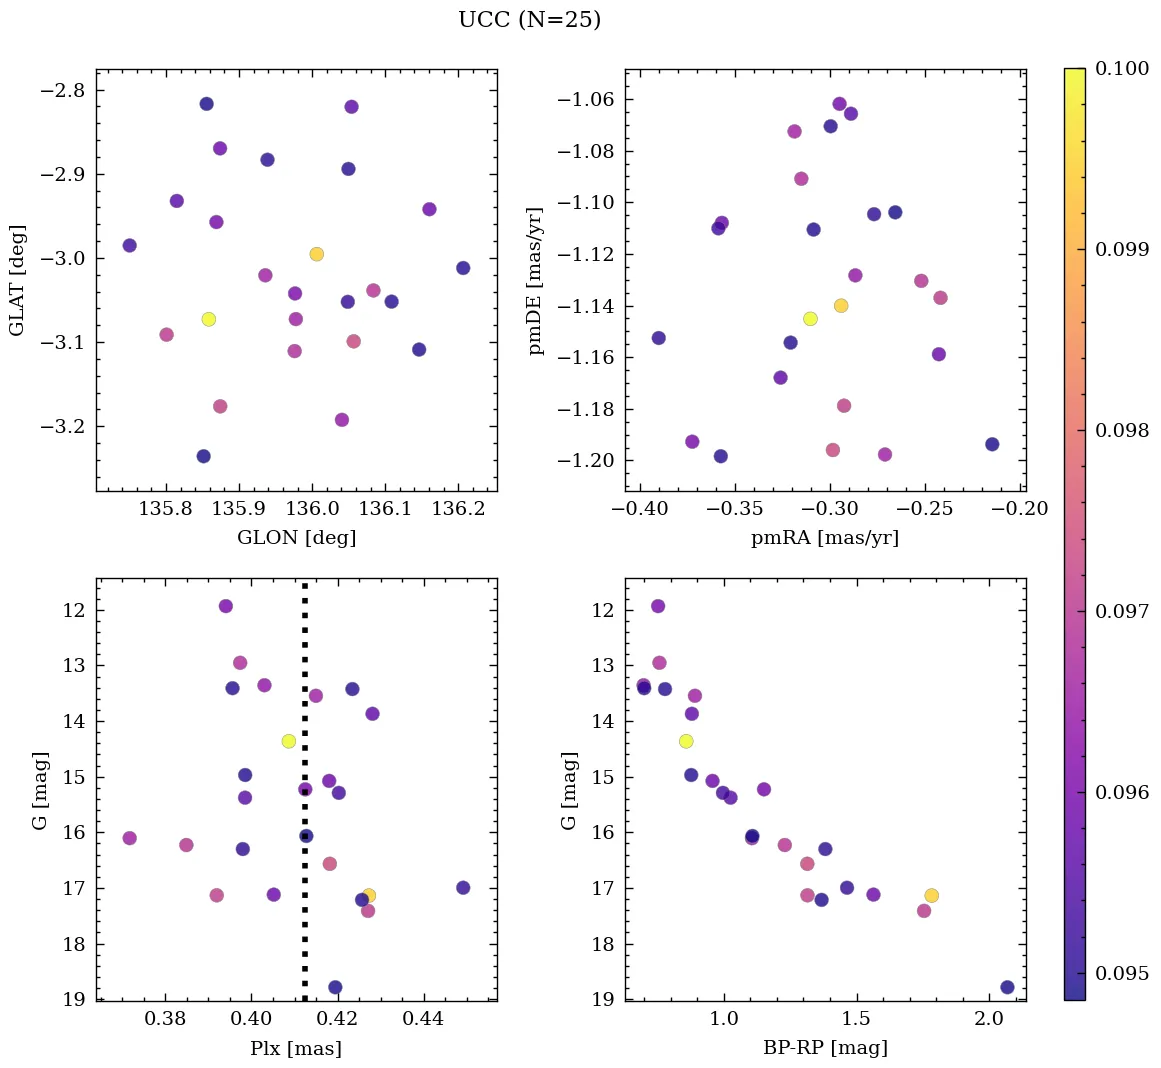 UCC (N=25)
−2.8
−2.9
−3.0
−3.1
−3.2
GLAT [deg]
135.8 135.9 136.0 136.1 136.2
GLON [deg]
−1.06
−1.08
−1.10
−1.12
−1.14
−1.16
−1.18
−1.20
pmDE [mas/yr]
−0.40 −0.35 −0.30 −0.25 −0.20
pmRA [mas/yr]
12
13
14
15
16
17
18
19
G [mag]
0.38 0.40 0.42 0.44
Plx [mas]
12
13
14
15
16
17
18
19
G [mag]
1.0 1.5 2.0
BP-RP [mag]
0.100
0.099
0.098
0.097
0.096
0.095